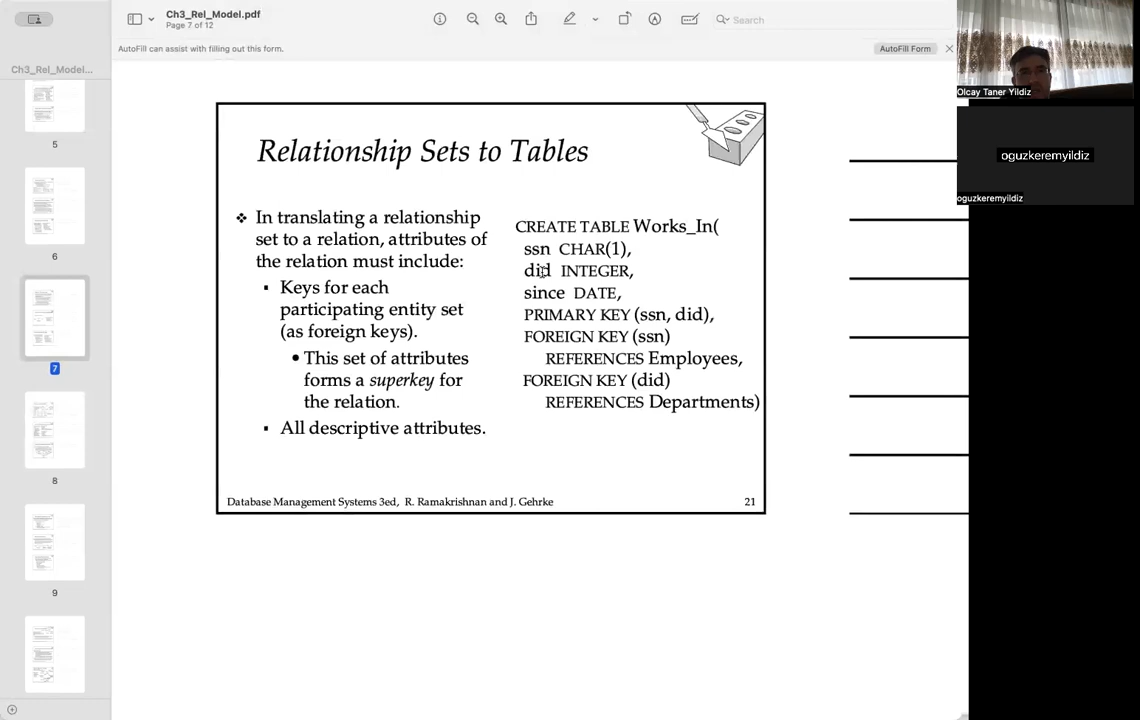 Ch3_Rel_Model.pdf
Page 7 of 12
Search
AutoFill can assist with filling out this form.
AutoFill Form
Ch3_Rel_Model...
5
6
7
8
9
Relationship Sets to Tables
❖ In translating a relationship
set to a relation, attributes of
the relation must include:
▪ Keys for each
participating entity set
(as foreign keys).
• This set of attributes
forms a superkey for
the relation.
▪ All descriptive attributes.
CREATE TABLE Works_In(
ssn CHAR(1),
did INTEGER,
since DATE,
PRIMARY KEY (ssn, did),
FOREIGN KEY (ssn)
REFERENCES Employees,
FOREIGN KEY (did)
REFERENCES Departments)
Database Management Systems 3ed, R. Ramakrishnan and J. Gehrke
21
Olcay Taner Yildiz
oguzkeremyildiz
oguzkeremyildiz